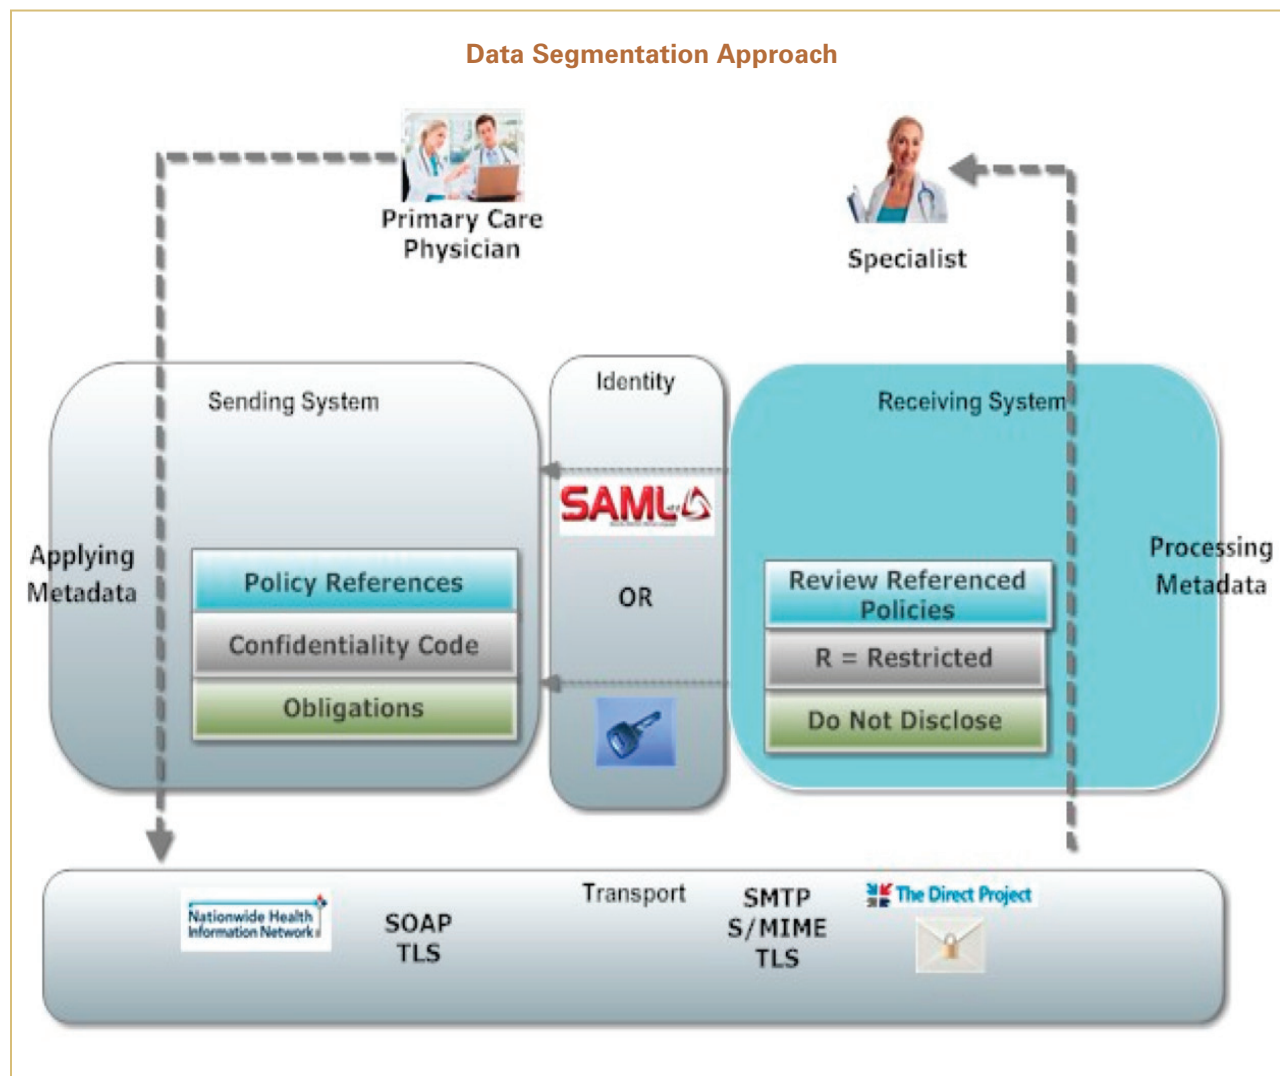 Data Segmentation Approach
Primary Care
Physician
Specialist
Sending System
Identity
Receiving System
SAML
Applying
Metadata
Policy References
Confidentiality Code
Obligations
OR
Review Referenced
Policies
R = Restricted
Do Not Disclose
Processing
Metadata
Transport
Nationwide Health
Information Network
SOAP
TLS
SMTP
S/MIME
TLS
The Direct Project